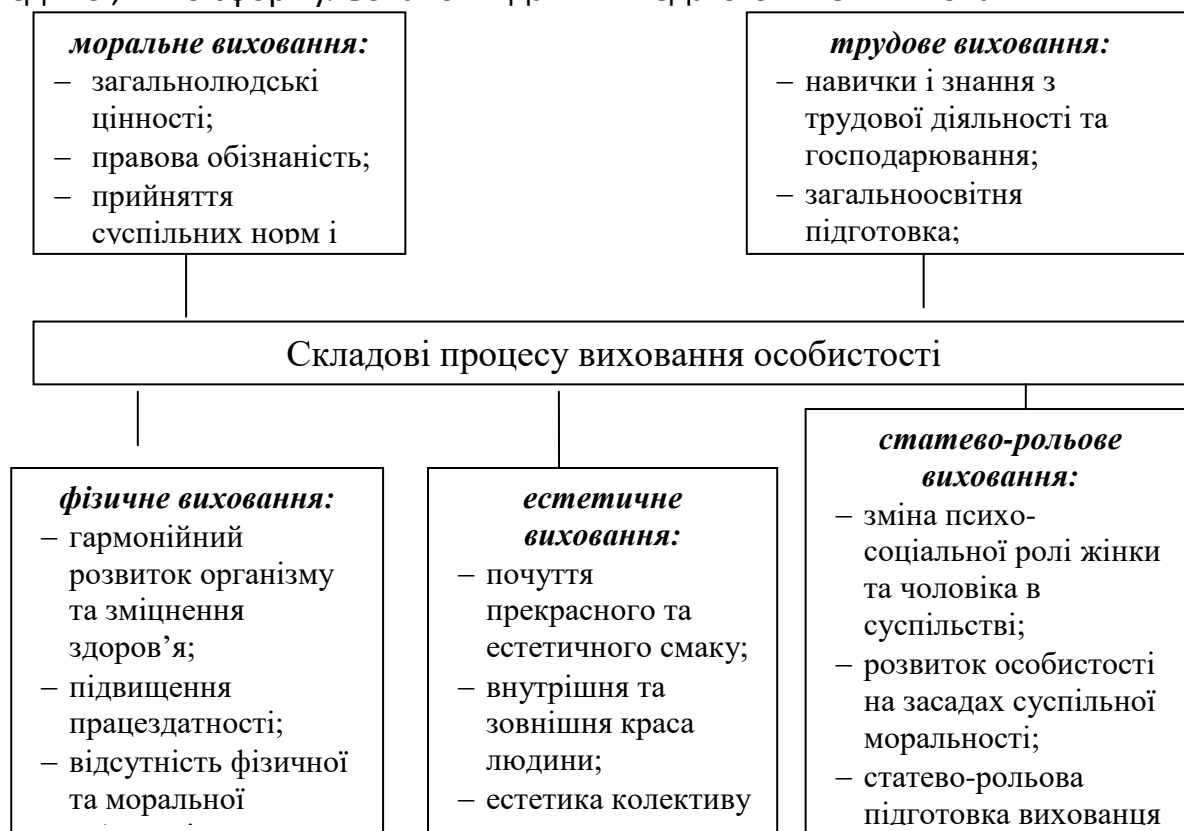 моральне виховання:
– загальнолюдські
цінності;
– правова обізнаність;
– прийняття
суспільних норм і
трудове виховання:
– навички і знання з
трудової діяльності та
господарювання;
– загальноосвітня
підготовка;
Складові процесу виховання особистості
фізичне виховання:
– гармонійний
розвиток організму
та зміцнення
здоров’я;
– підвищення
працездатності;
– відсутність фізичної
та моральної
естетичне
виховання:
– почуття
прекрасного та
естетичного смаку;
– внутрішня та
зовнішня краса
людини;
– естетика колективу
статево-рольове
виховання:
– зміна психо-
соціальної ролі жінки
та чоловіка в
суспільстві;
– розвиток особистості
на засадах суспільної
моральності;
– статево-рольова
підготовка вихованця